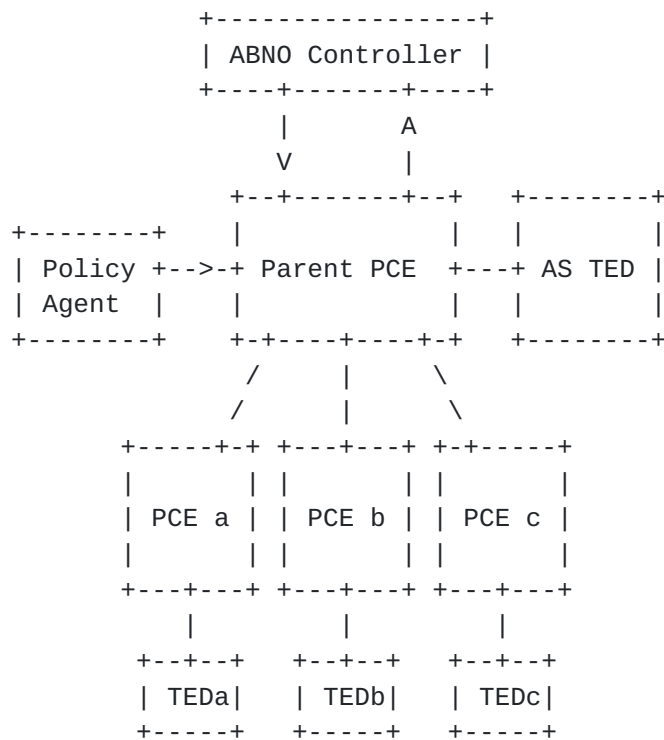 ABNO Controller
A
V
Policy Parent PCE AS TED
Agent
PCE a PCE b PCE c
TEDa TEDb TEDc